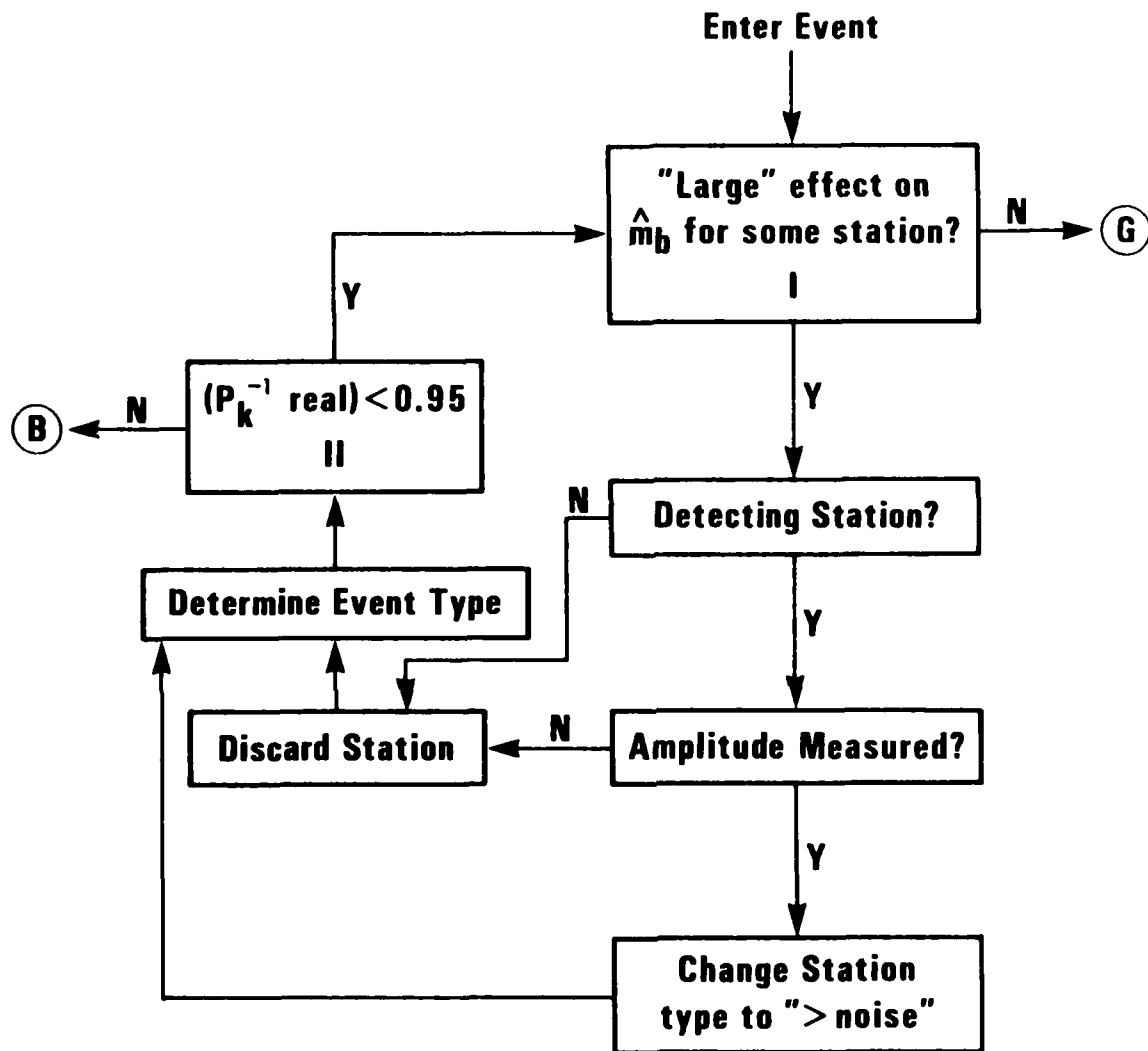 Enter Event
"Large" effect on
m̂b for some station?
I
N
G
Y
Y
(Pk⁻¹ real)<0.95
II
N
B
N
Detecting Station?
Determine Event Type
Y
Discard Station
N
Amplitude Measured?
Y
Change Station
type to ">noise"